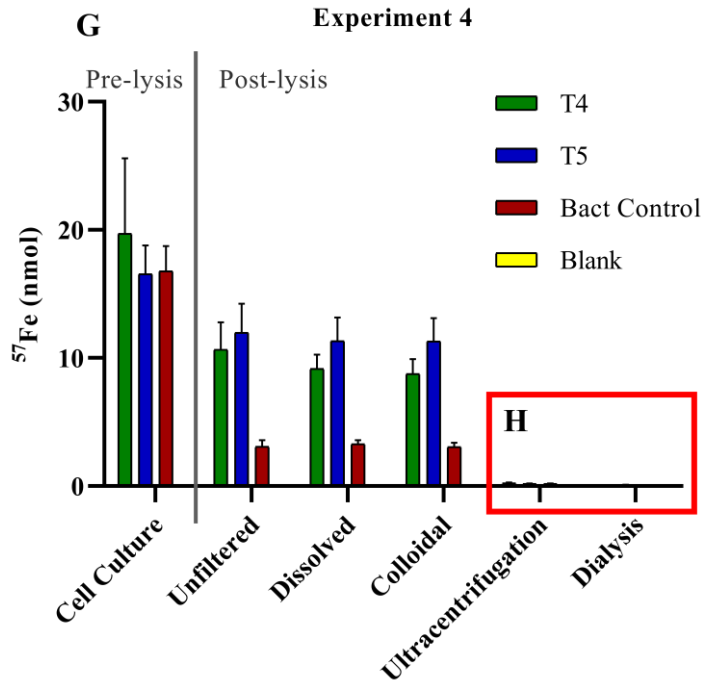 G
Experiment 4
Pre-lysis
Post-lysis
30
20
10
0
⁵⁷Fe (nmol)
T4
T5
Bact Control
Blank
H
Cell Culture
Unfiltered
Dissolved
Colloidal
Ultracentrifugation
Dialysis